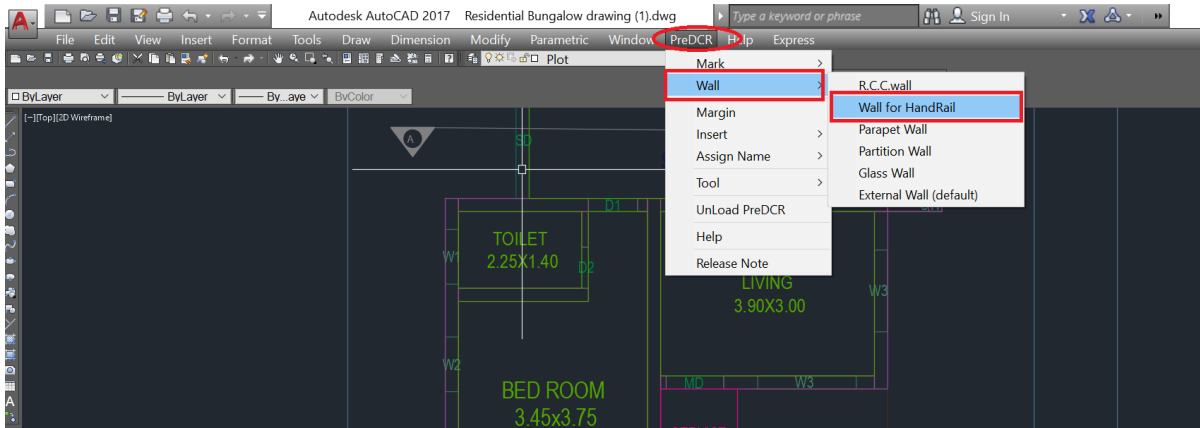 Autodesk AutoCAD 2017 Residential Bungalow drawing (1).dwg Type a keyword or phrase Sign In
File Edit View Insert Format Tools Draw Dimension Modify Parametric Window PreDCR Help Express
Plot
ByLayer ByLayer By...aye ByColor
[−][Top][2D Wireframe]
Mark
Wall
Margin
Insert
Assign Name
Tool
UnLoad PreDCR
Help
Release Note
R.C.C.wall
Wall for HandRail
Parapet Wall
Partition Wall
Glass Wall
External Wall (default)
A
SD
D1
TOILET
2.25X1.40
W1
D2
LIVING
3.90X3.00
W3
W2
MD W3
BED ROOM
3.45x3.75
A